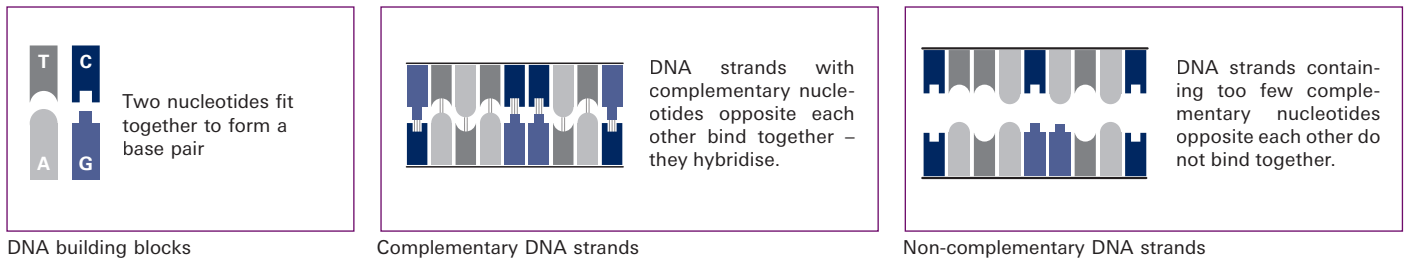 T C
Two nucleotides fit
together to form a
base pair
A G
DNA building blocks
DNA strands with
complementary nucle-
otides opposite each
other bind together –
they hybridise.
Complementary DNA strands
DNA strands contain-
ing too few comple-
mentary nucleotides
opposite each other do
not bind together.
Non-complementary DNA strands